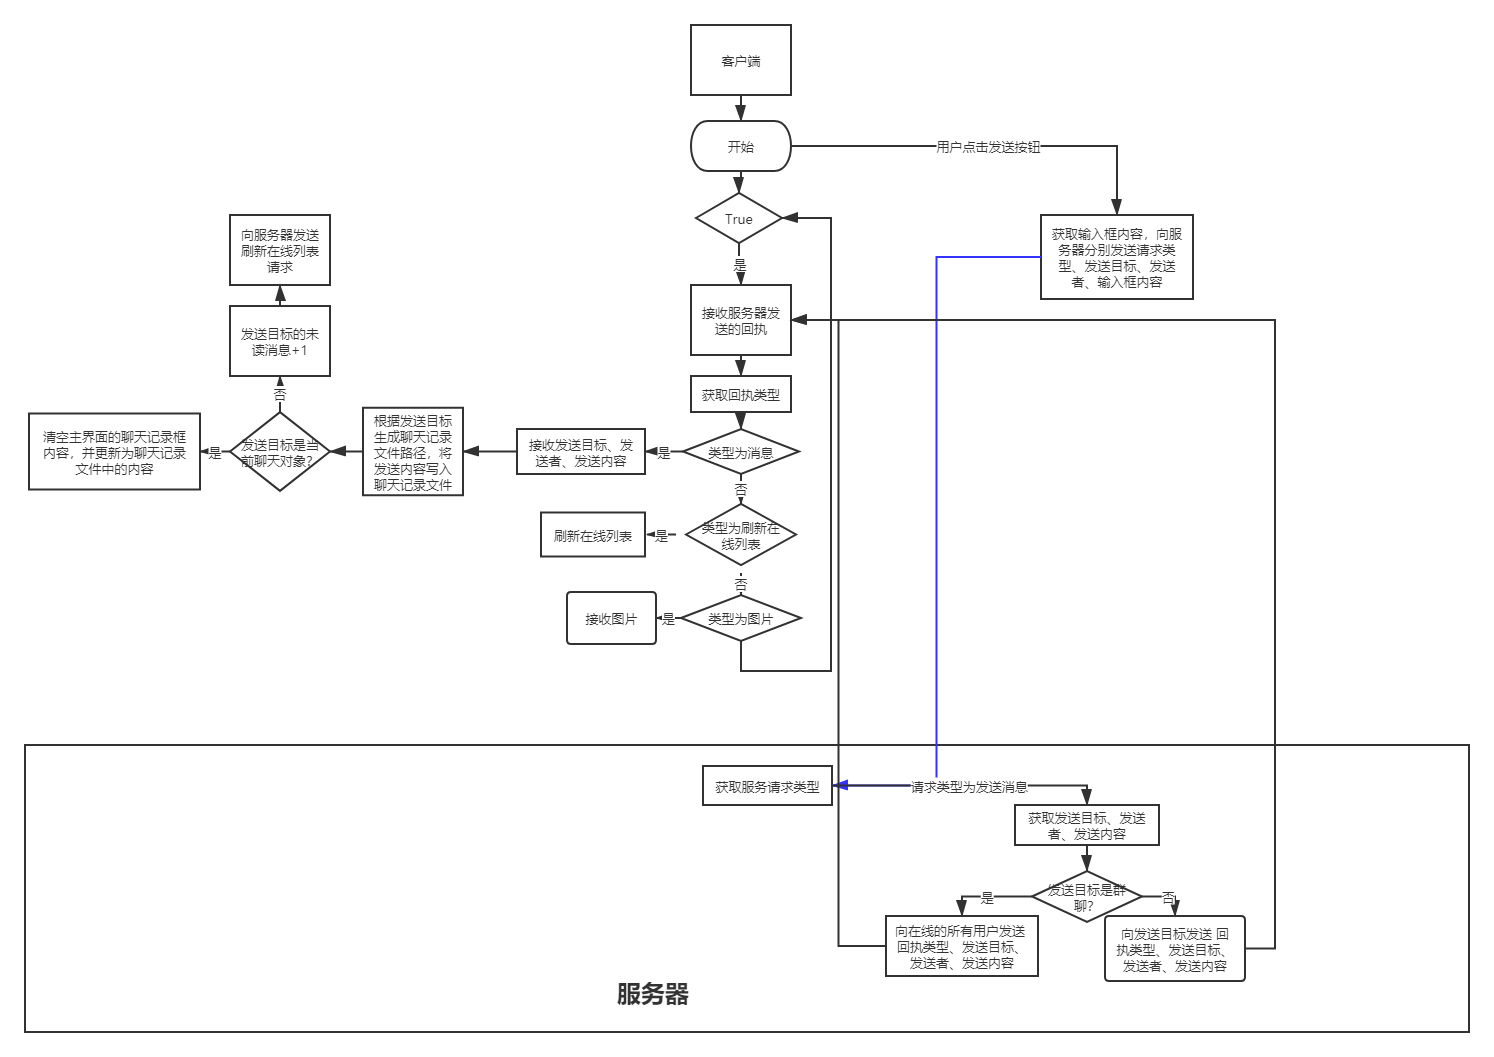 客户端
开始
用户点击发送按钮
True
是
获取输入框内容，向服
务器分别发送请求类
型、发送目标、发送
者、输入框内容
接收服务器发
送的回执
获取回执类型
类型为消息
是
接收发送目标、发
送者、发送内容
根据发送目标
生成聊天记录
文件路径，将
发送内容写入
聊天记录文件
发送目标是当
前聊天对象？
是
清空主界面的聊天记录框
内容，并更新为聊天记录
文件中的内容
否
发送目标的未
读消息+1
向服务器发送
刷新在线列表
请求
否
类型为刷新在
线列表
是
刷新在线列表
否
类型为图片
是
接收图片
获取服务请求类型
请求类型为发送消息
获取发送目标、发送
者、发送内容
发送目标是群
聊？
是
否
向在线的所有用户发送
回执类型、发送目标、
发送者、发送内容
向发送目标发送 回
执类型、发送目标、
发送者、发送内容
服务器